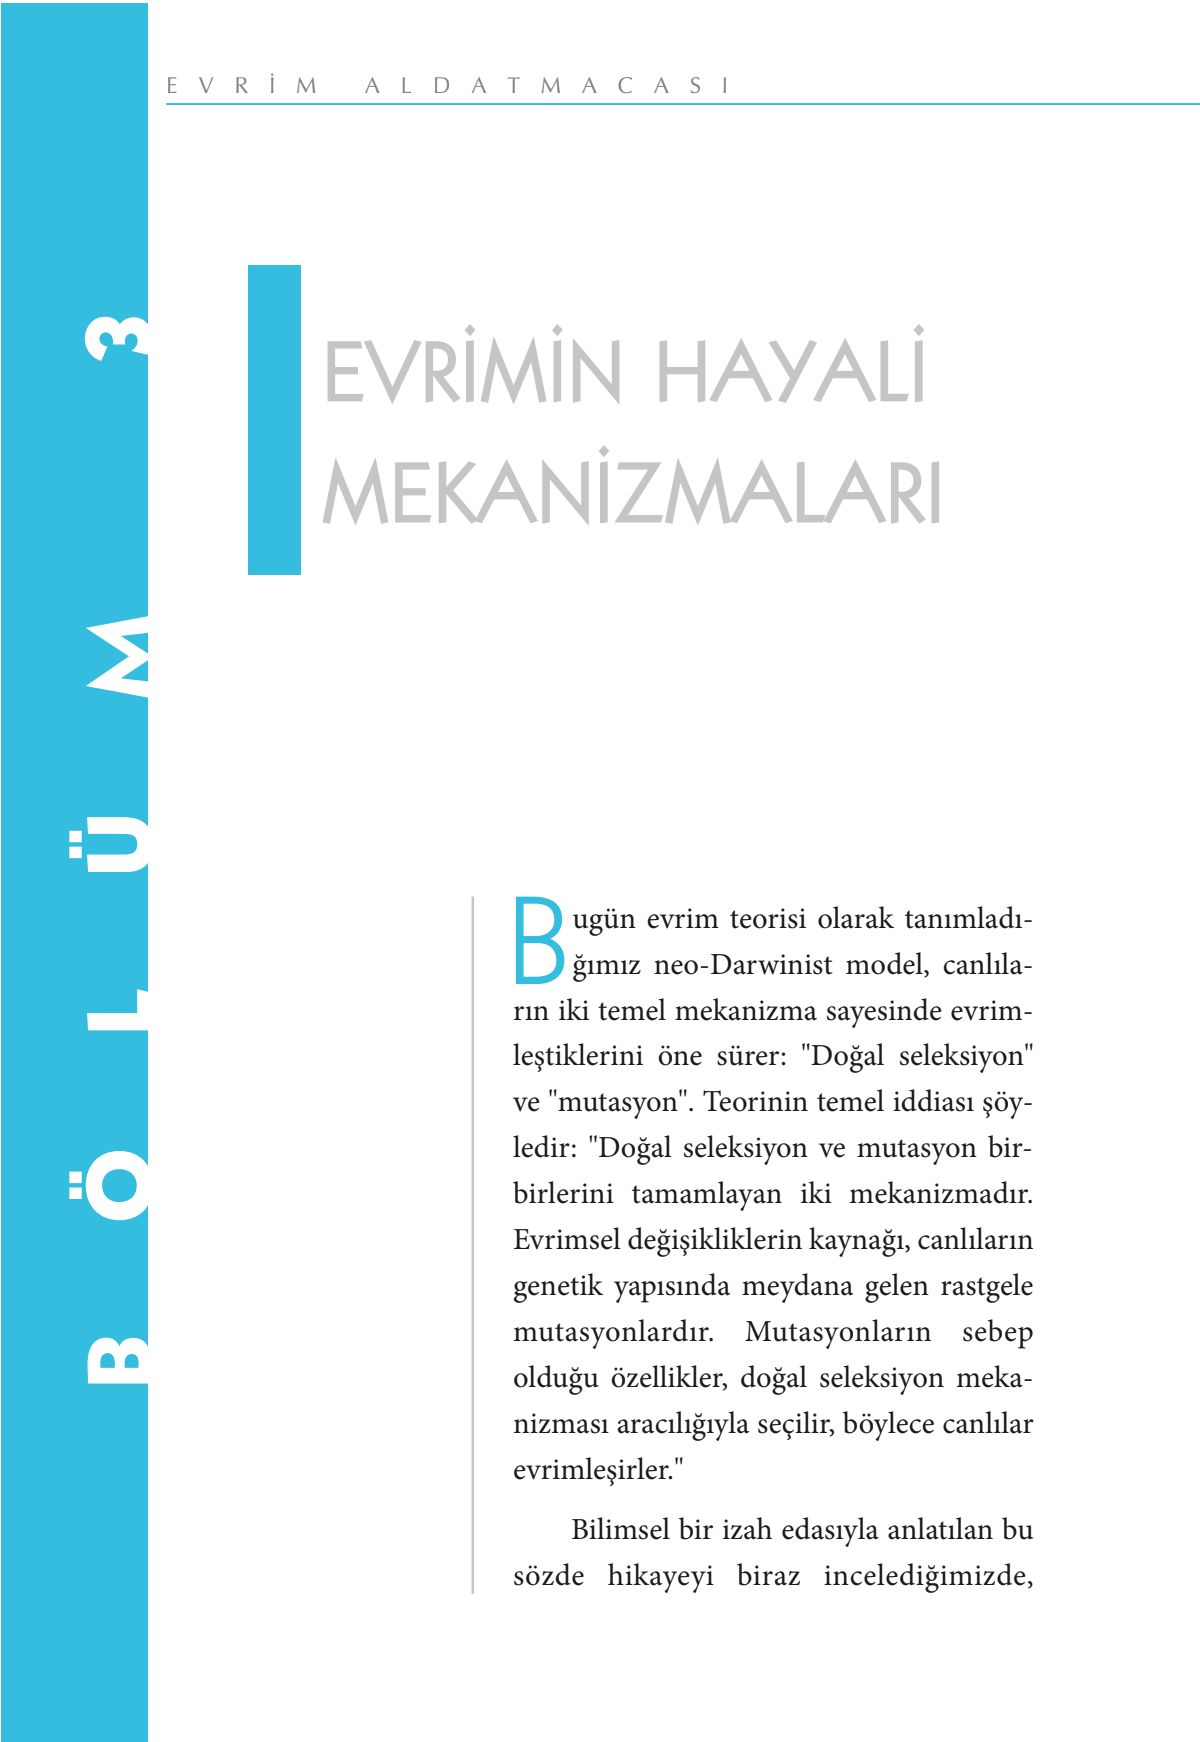 EVRİM ALDATMACASI
BÖLÜM 3
EVRİMİN HAYALİ
MEKANİZMALARI
Bugün evrim teorisi olarak tanımladı-
ğımız neo-Darwinist model, canlıla-
rın iki temel mekanizma sayesinde evrim-
leştiklerini öne sürer: "Doğal seleksiyon"
ve "mutasyon". Teorinin temel iddiası şöy-
ledir: "Doğal seleksiyon ve mutasyon bir-
birlerini tamamlayan iki mekanizmadır.
Evrimsel değişikliklerin kaynağı, canlıların
genetik yapısında meydana gelen rastgele
mutasyonlardır. Mutasyonların sebep
olduğu özellikler, doğal seleksiyon meka-
nizması aracılığıyla seçilir, böylece canlılar
evrimleşirler."
Bilimsel bir izah edasıyla anlatılan bu
sözde hikayeyi biraz incelediğimizde,